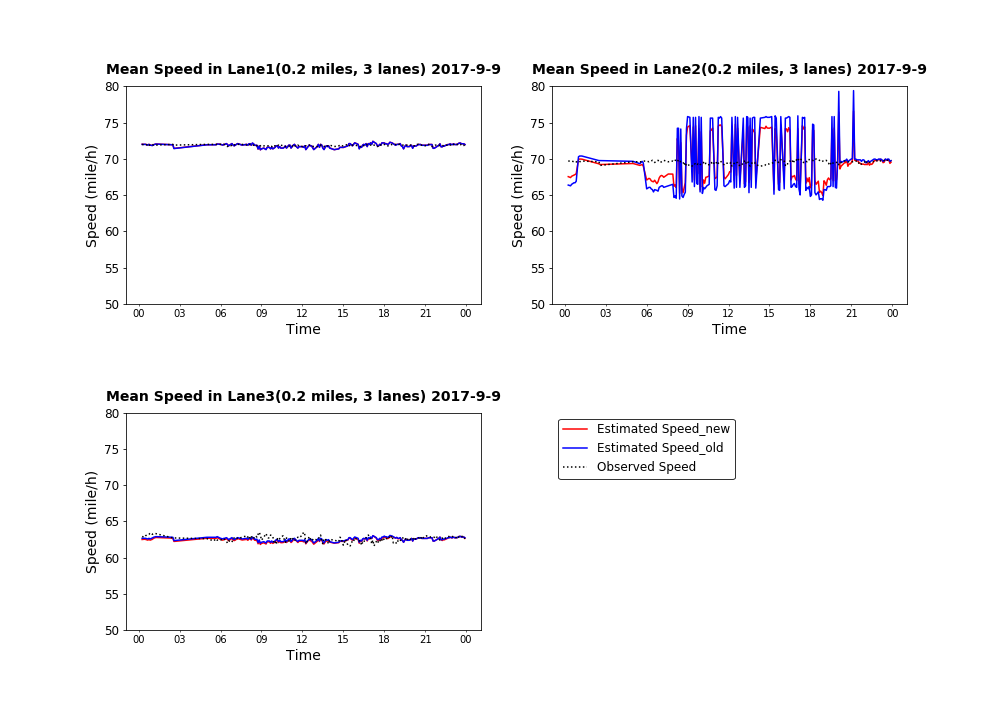 Mean Speed in Lane1(0.2 miles, 3 lanes) 2017-9-9
80
75
70
65
60
55
50
Speed (mile/h)
00 03 06 09 12 15 18 21 00
Time
Mean Speed in Lane2(0.2 miles, 3 lanes) 2017-9-9
80
75
70
65
60
55
50
Speed (mile/h)
00 03 06 09 12 15 18 21 00
Time
Mean Speed in Lane3(0.2 miles, 3 lanes) 2017-9-9
80
75
70
65
60
55
50
Speed (mile/h)
00 03 06 09 12 15 18 21 00
Time
Estimated Speed_new
Estimated Speed_old
Observed Speed